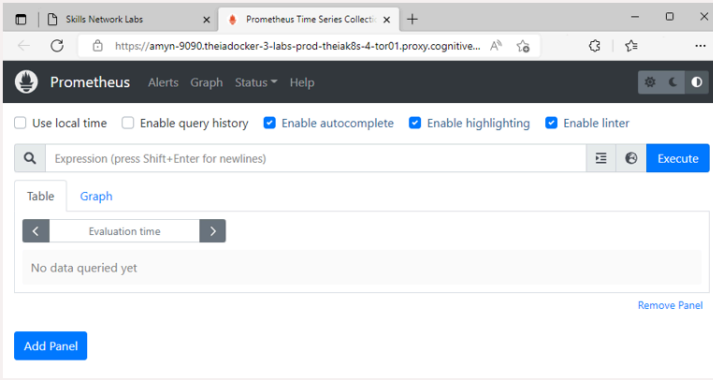 Skills Network Labs
Prometheus Time Series Collecti
https://amyn-9090.theiadocker-3-labs-prod-theiak8s-4-tor01.proxy.cognitive...
Prometheus Alerts Graph Status Help
Use local time Enable query history Enable autocomplete Enable highlighting Enable linter
Expression (press Shift+Enter for newlines) Execute
Table Graph
Evaluation time
No data queried yet
Remove Panel
Add Panel